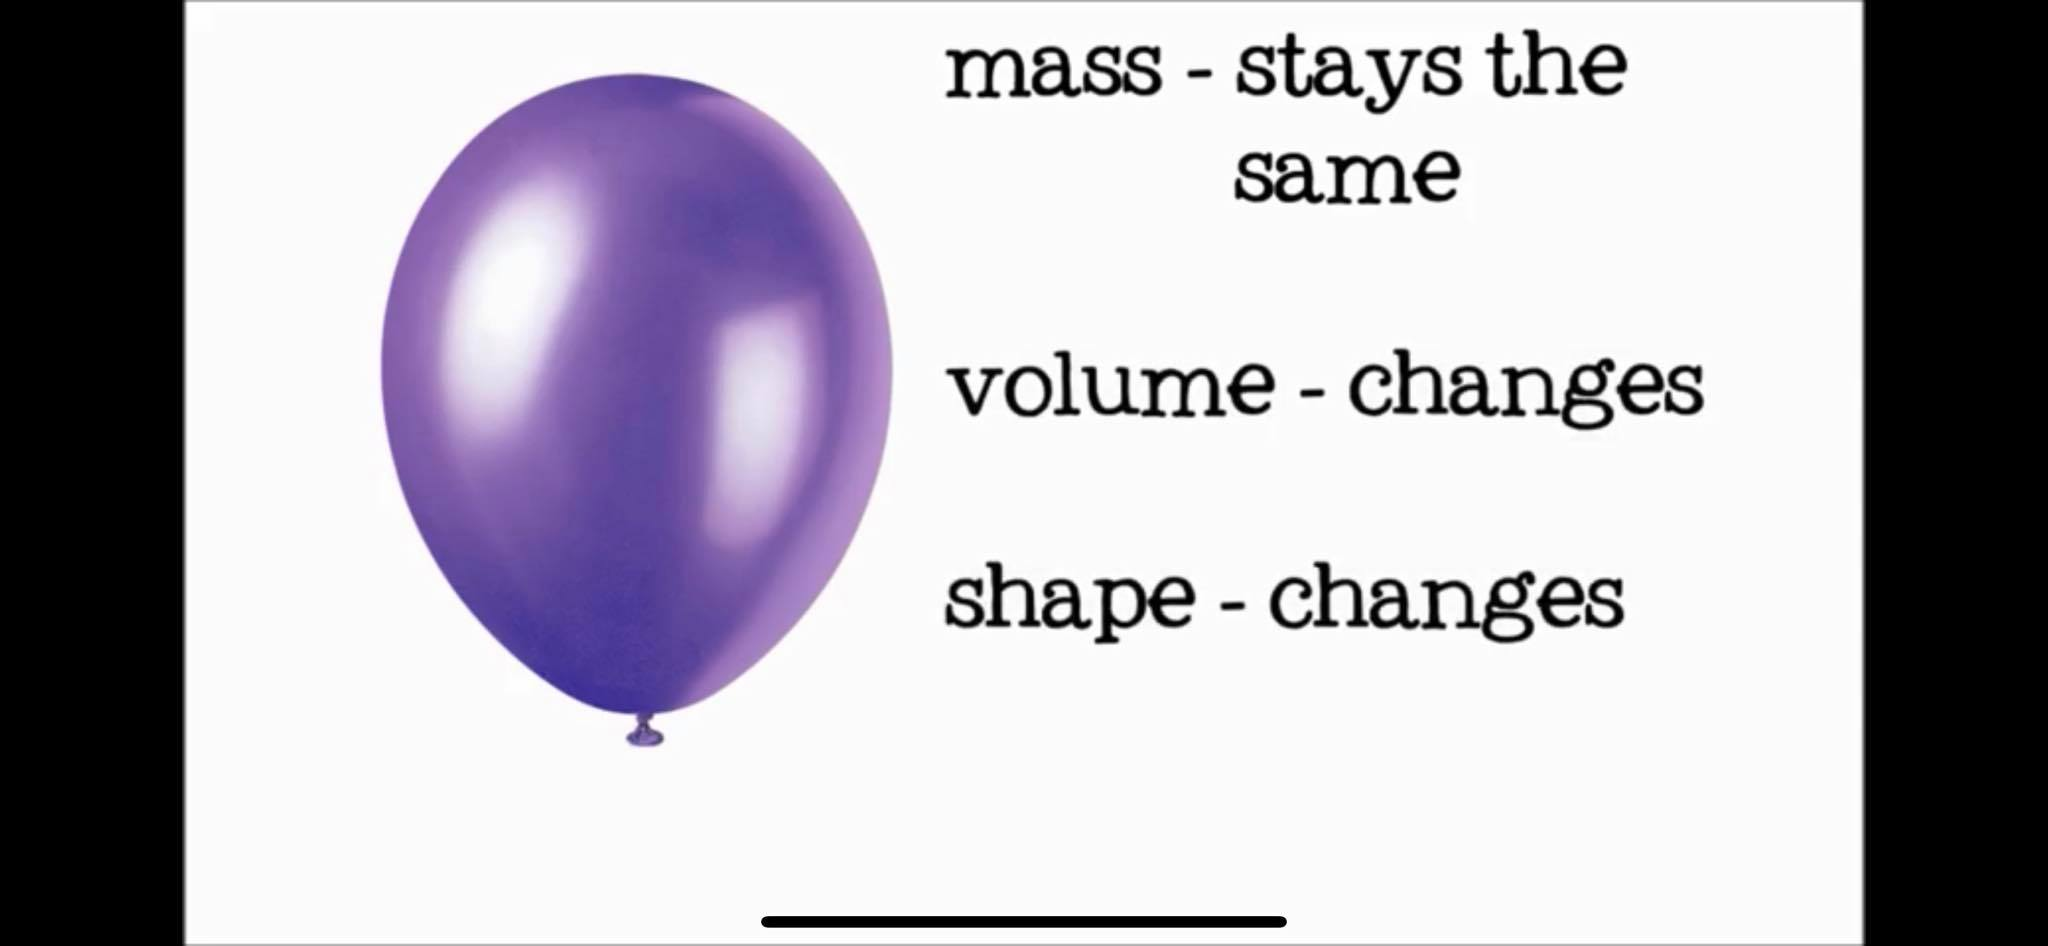 mass - stays the
same
volume - changes
shape - changes